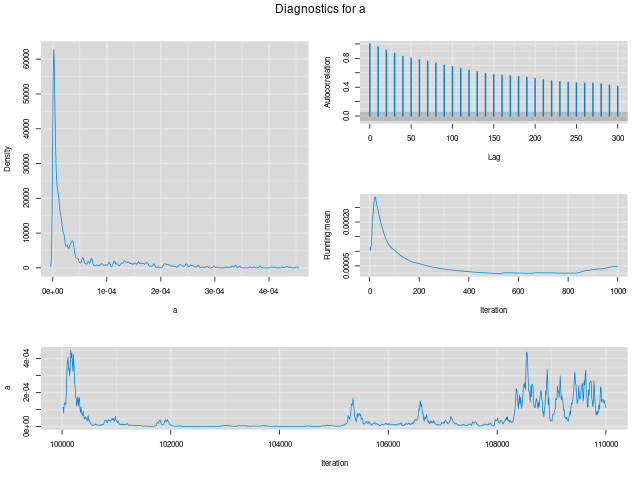 Diagnostics for a
Density
0 10000 20000 30000 40000 50000 60000
0e+00 1e-04 2e-04 3e-04 4e-04
a
Autocorrelation
0.0 0.4 0.8
0 50 100 150 200 250 300
Lag
Running mean
0.00005 0.00020
0 200 400 600 800 1000
Iteration
a
0e+00 2e-04 4e-04
100000 102000 104000 106000 108000 110000
Iteration